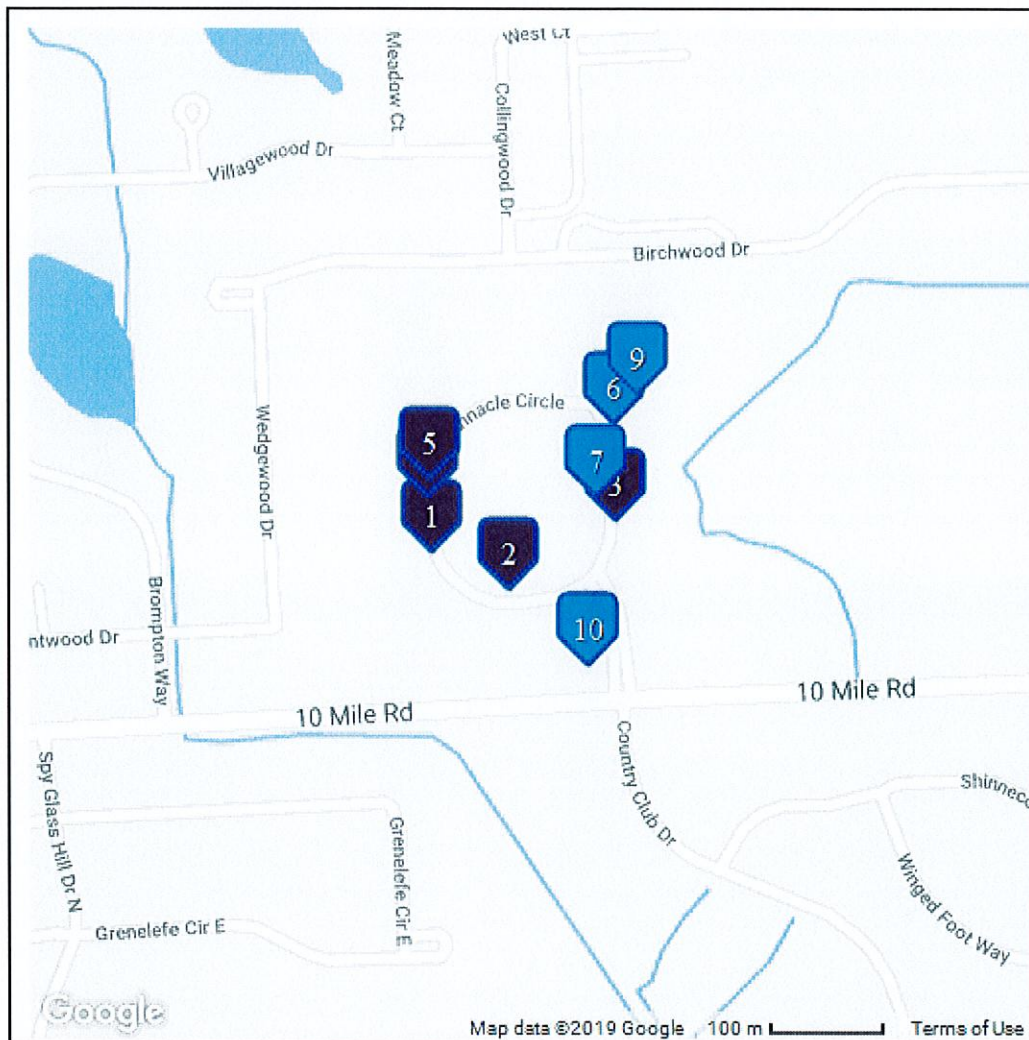 West Ct
Meadow Ct
Collingwood Dr
Villagewood Dr
Birchwood Dr
9
6
nnacle Circle
5
7
3
1
2
Wedgewood Dr
10
Brompton Way
ntwood Dr
10 Mile Rd
10 Mile Rd
Country Club Dr
Spy Glass Hill Dr N
Shinneco
Grenelefe Cir E
Winged Foot Way
Grenelefe Cir E
Google
Map data ©2019 Google 100 m Terms of Use